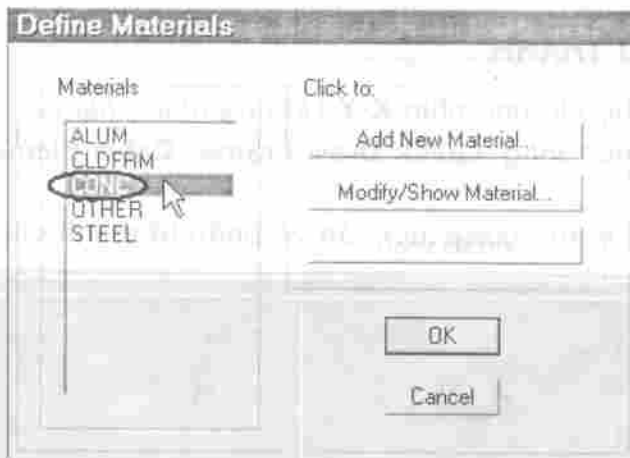 Define Materials
Materials
Click to:
ALUM
CLDFRM
CONC
OTHER
STEEL
Add New Material...
Modify/Show Material...
OK
Cancel